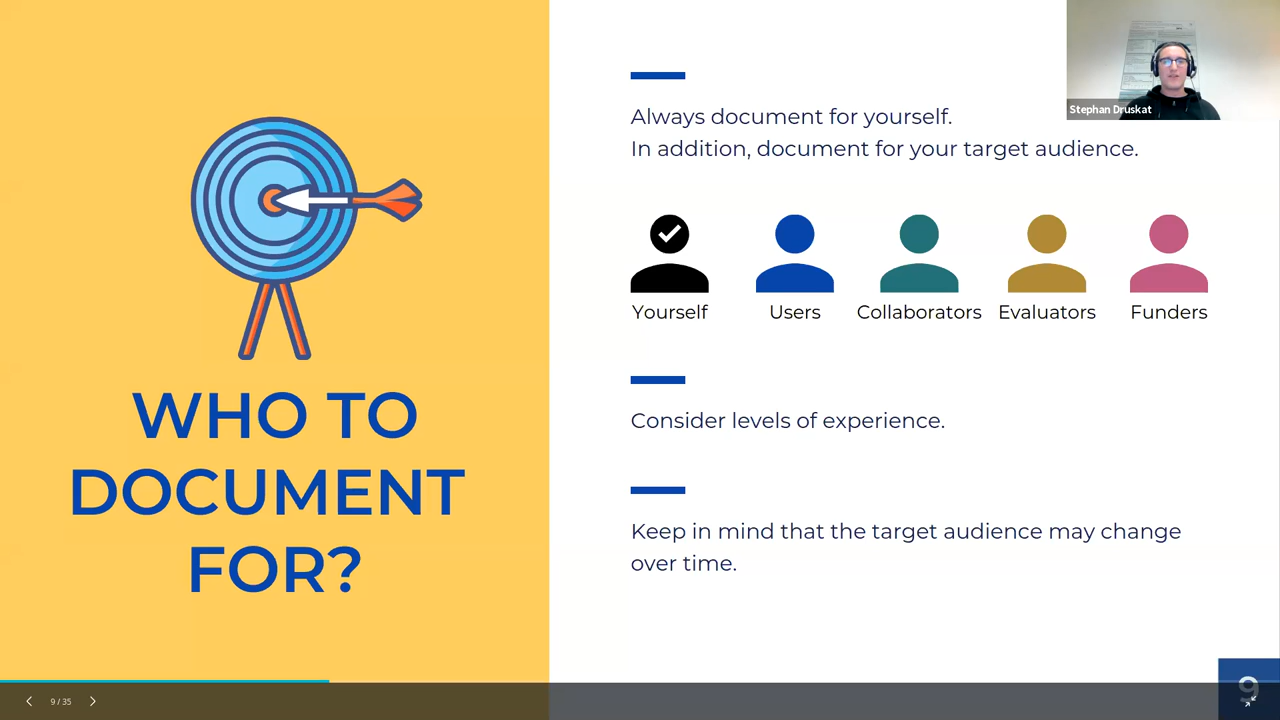 WHO TO
DOCUMENT
FOR?
Always document for yourself.
In addition, document for your target audience.
Yourself
Users
Collaborators
Evaluators
Funders
Consider levels of experience.
Keep in mind that the target audience may change
over time.
Stephan Druskat
9 / 35
9